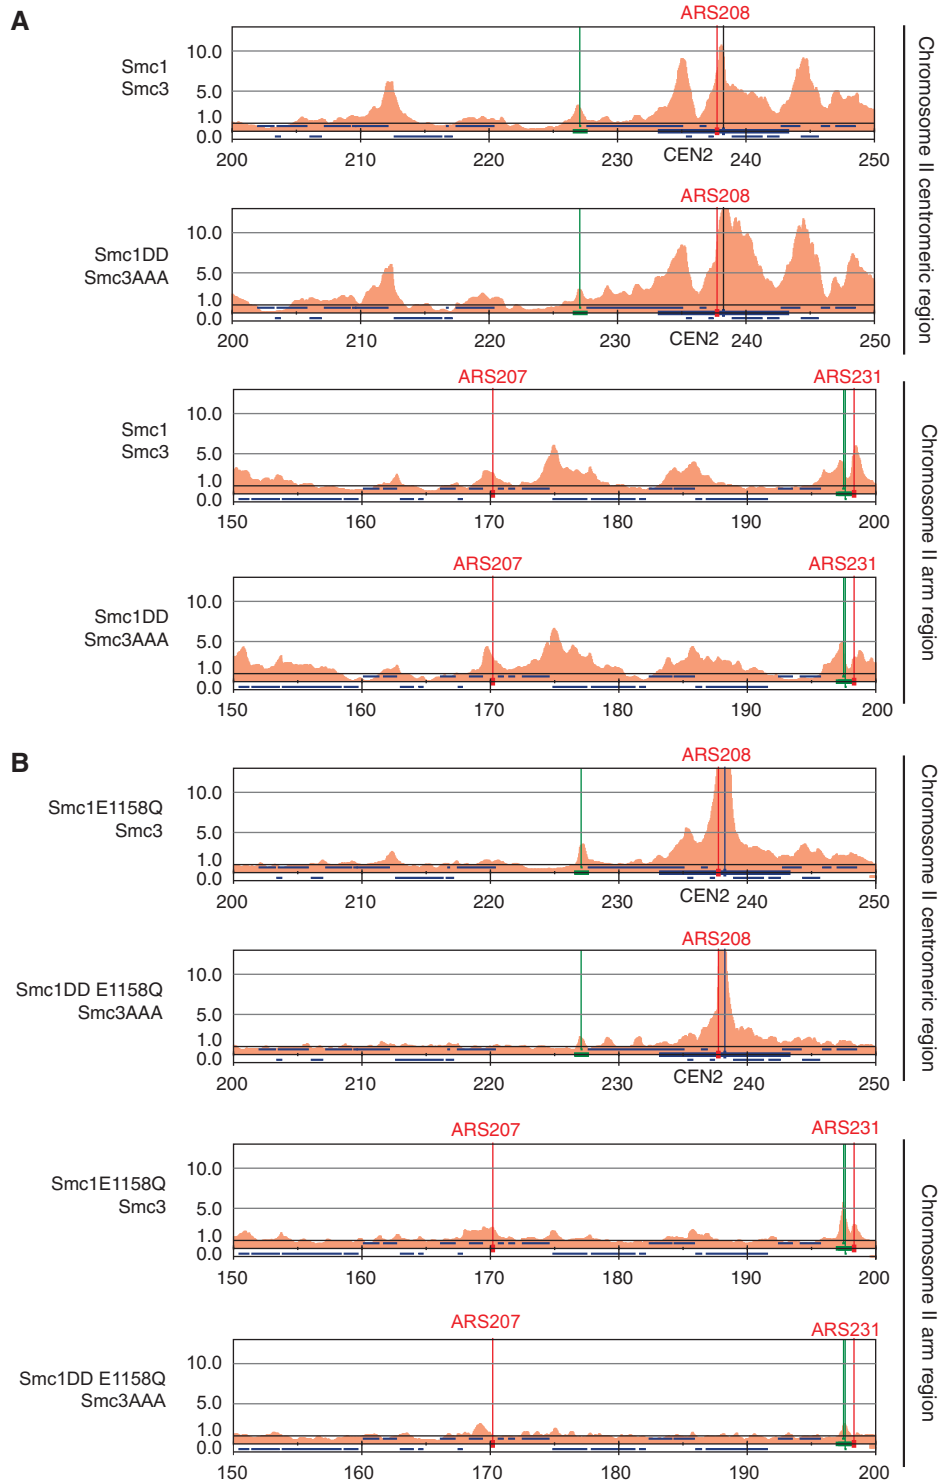 A
ARS208
Smc1
Smc3
10.0
5.0
1.0
0.0
200 210 220 230 CEN2 240 250
ARS208
Smc1DD
Smc3AAA
10.0
5.0
1.0
0.0
200 210 220 230 CEN2 240 250
Chromosome II centromeric region
ARS207 ARS231
Smc1
Smc3
10.0
5.0
1.0
0.0
150 160 170 180 190 200
ARS207 ARS231
Smc1DD
Smc3AAA
10.0
5.0
1.0
0.0
150 160 170 180 190 200
Chromosome II arm region
B
ARS208
Smc1E1158Q
Smc3
10.0
5.0
1.0
0.0
200 210 220 230 CEN2 240 250
ARS208
Smc1DD E1158Q
Smc3AAA
10.0
5.0
1.0
0.0
200 210 220 230 CEN2 240 250
Chromosome II centromeric region
ARS207 ARS231
Smc1E1158Q
Smc3
10.0
5.0
1.0
0.0
150 160 170 180 190 200
ARS207 ARS231
Smc1DD E1158Q
Smc3AAA
10.0
5.0
1.0
0.0
150 160 170 180 190 200
Chromosome II arm region